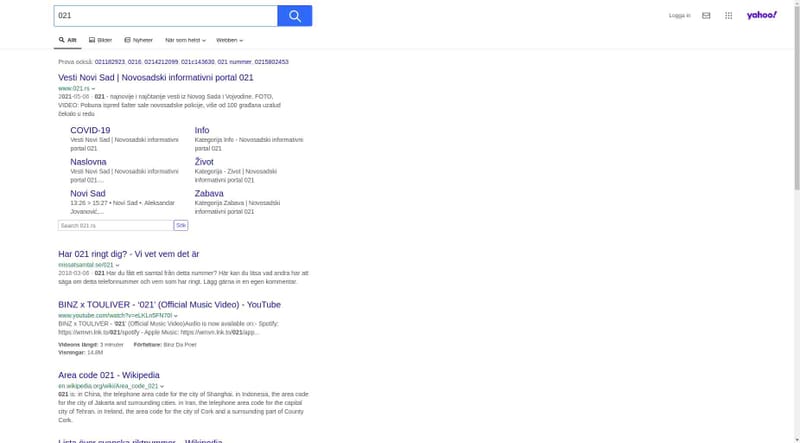 021
Logga in
yahoo!
Allt
Bilder
Nyheter
När som helst
Webben
Prova också: 021182923, 0216, 0214212099, 021c143630, 021 nummer, 0215802453
Vesti Novi Sad | Novosadski informativni portal 021
www.021.rs
2021-05-06 · 021 - najnovije i najčitanije vesti iz Novog Sada i Vojvodine. FOTO,
VIDEO: Pobuna ispred šatler sale novosadske policije, više od 100 građana uzalud
čekalo u redu
COVID-19
Vesti Novi Sad | Novosadski informativni
portal 021
Info
Kategorija Info - Novosadski informativni
portal 021
Naslovna
Vesti Novi Sad | Novosadski informativni
portal 021....
Život
Kategorija - Zivot | Novosadski
informativni portal 021
Novi Sad
13:26 > 15:27 • Novi Sad •. Aleksandar
Jovanović,...
Zabava
Kategorija Zabava | Novosadski
informativni portal 021
Search 021.rs
Sök
Har 021 ringt dig? - Vi vet vem det är
missatsamtal.se/021
2018-03-06 · 021 Har du fått ett samtal från detta nummer? Här kan du läsa vad andra har att
säga om detta telefonnummer och vem som har ringt. Lägg gärna in en egen kommentar.
BINZ x TOULIVER - ‘021’ (Official Music Video) - YouTube
www.youtube.com/watch?v=eLKLn5FN70I
BINZ x TOULIVER - '021' (Official Music Video)Audio is now available on:- Spotify:
https://wmvn.lnk.to/021/spotify - Apple Music: https://wmvn.lnk.to/021/app...
Videons längd: 3 minuter
Författare: Binz Da Poet
Visningar: 14.8M
Area code 021 - Wikipedia
en.wikipedia.org/wiki/Area_code_021
021 is: in China, the telephone area code for the city of Shanghai. in Indonesia, the area code
for the city of Jakarta and surrounding cities. in Iran, the telephone area code for the capital
city of Tehran. in Ireland, the area code for the city of Cork and a surrounding part of County
Cork.
Lista över svenska riktnummer – Wikipedia